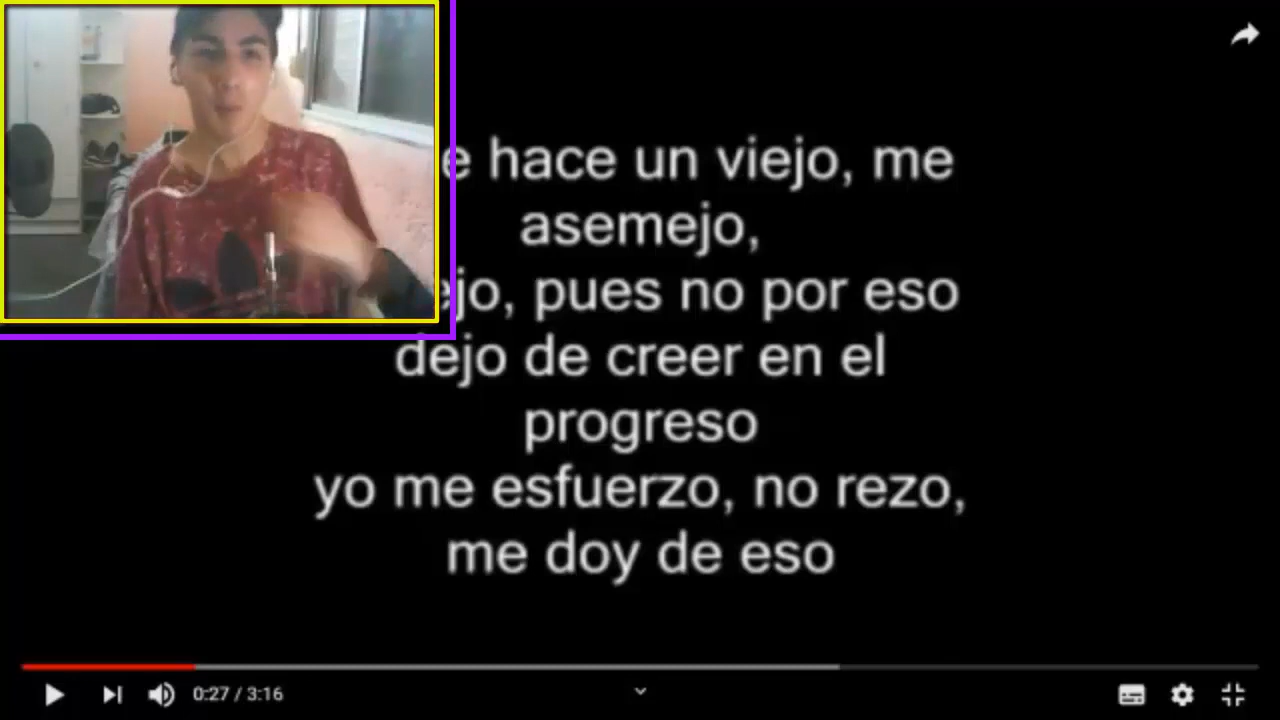 e hace un viejo, me
asemejo,
ejo, pues no por eso
dejo de creer en el
progreso
yo me esfuerzo, no rezo,
me doy de eso
0:27 / 3:16